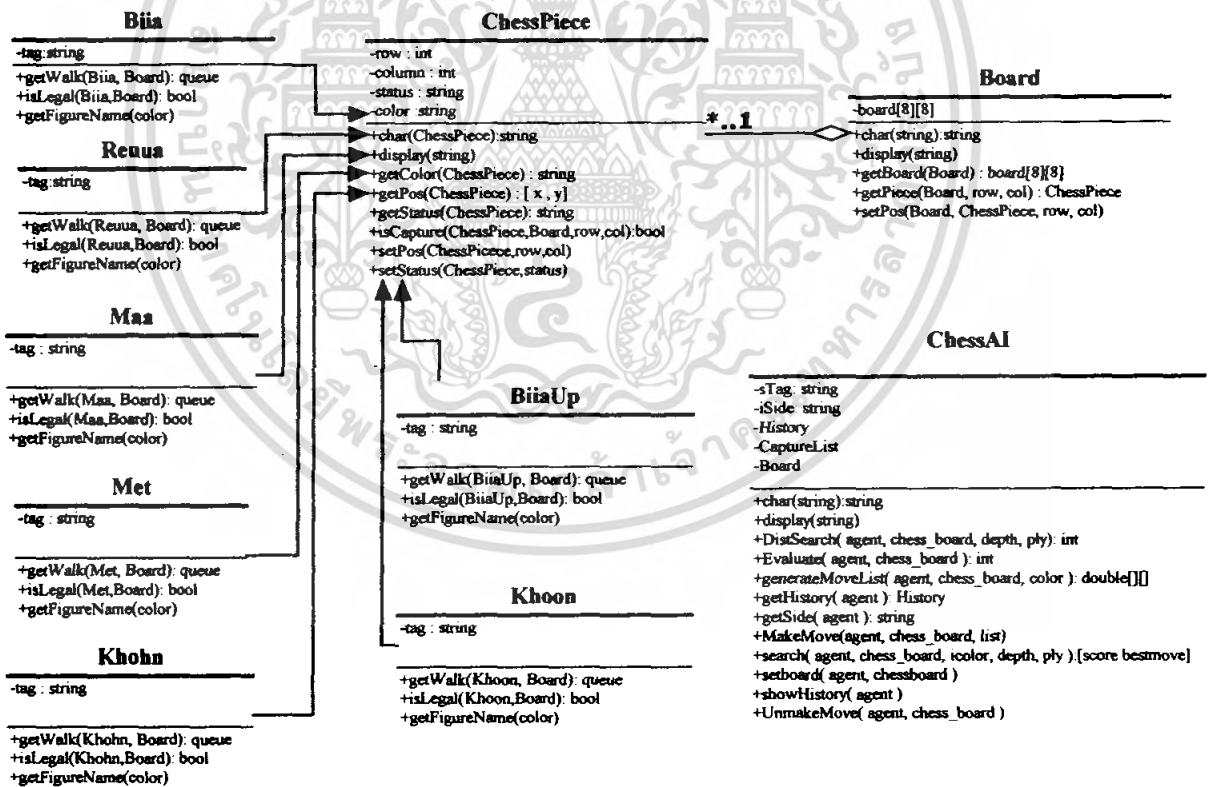 Biia
-tag:string
+getWalk(Biia, Board): queue
+isLegal(Biia,Board): bool
+getFigureName(color)
Reuua
-tag:string
+getWalk(Reuua, Board): queue
+isLegal(Reuua,Board): bool
+getFigureName(color)
Maa
-tag : string
+getWalk(Maa, Board): queue
+isLegal(Maa,Board): bool
+getFigureName(color)
Met
-tag : string
+getWalk(Met, Board): queue
+isLegal(Met,Board): bool
+getFigureName(color)
Khohn
-tag : string
+getWalk(Khohn, Board): queue
+isLegal(Khohn,Board): bool
+getFigureName(color)
ChessPiece
-row : int
-column : int
-status : string
-color :string
+char(ChessPiece):string
+display(string)
+getColor(ChessPiece) : string
+getPos(ChessPiece) : [ x , y]
+getStatus(ChessPiece): string
+isCapture(ChessPiece,Board,row,col):bool
+setPos(ChessPicece,row,col)
+setStatus(ChessPiece,status)
*..1
BiiaUp
-tag : string
+getWalk(BiiaUp, Board): queue
+isLegal(BiiaUp,Board): bool
+getFigureName(color)
Khoon
-tag : string
+getWalk(Khoon, Board): queue
+isLegal(Khoon,Board): bool
+getFigureName(color)
Board
-board[8][8]
+char(string):string
+display(string)
+getBoard(Board) : board[8][8]
+getPiece(Board, row, col) : ChessPiece
+setPos(Board, ChessPiece, row, col)
ChessAI
-sTag: string
-iSide: string
-History
-CaptureList
-Board
+char(string):string
+display(string)
+DistSearch( agent, chess_board, depth, ply): int
+Evaluate( agent, chess_board ): int
+generateMoveList( agent, chess_board, color ): double[][]
+getHistory( agent ): History
+getSide( agent ): string
+MakeMove(agent, chess_board, list)
+search( agent, chess_board, icolor, depth, ply ):[score bestmove]
+setboard( agent, chessboard )
+showHistory( agent )
+UnmakeMove( agent, chess_board )